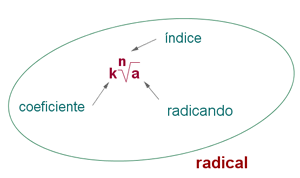 índice
k ⁿ√a
coeficiente
radicando
radical